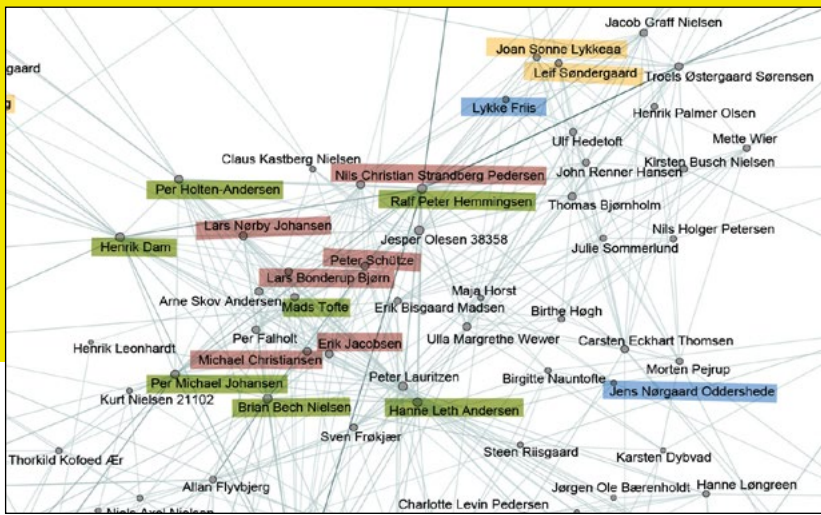 Jacob Graff Nielsen
Joan Sonne Lykkeaa
Leif Søndergaard
Troels Østergaard Sørensen
gaard
g
Lykke Friis
Henrik Palmer Olsen
Ulf Hedetoft
Mette Wier
Claus Kastberg Nielsen
John Renner Hansen
Kirsten Busch Nielsen
Nils Christian Strandberg Pedersen
Per Holten-Andersen
Ralf Peter Hemmingsen
Thomas Bjørnholm
Lars Nørby Johansen
Nils Holger Petersen
Henrik Dam
Jesper Olesen 38358
Julie Sommerlund
Peter Schütze
Lars Bonderup Bjørn
Maja Horst
Arne Skov Andersen
Mads Tofte
Erik Bisgaard Madsen
Birthe Høgh
Per Falholt
Ulla Margrethe Wewer
Carsten Eckhart Thomsen
Henrik Leonhardt
Erik Jacobsen
Michael Christiansen
Morten Pejrup
Per Michael Johansen
Peter Lauritzen
Birgitte Nauntofte
Jens Nørgaard Oddershede
Kurt Nielsen 21102
Brian Bech Nielsen
Hanne Leth Andersen
Sven Frøkjær
Thorkild Kofoed Ær
Steen Riisgaard
Karsten Dybvad
Allan Flyvbjerg
Hanne Løngreen
Jørgen Ole Bærenholdt
Niels Axel Nielsen
Charlotte Levin Pedersen